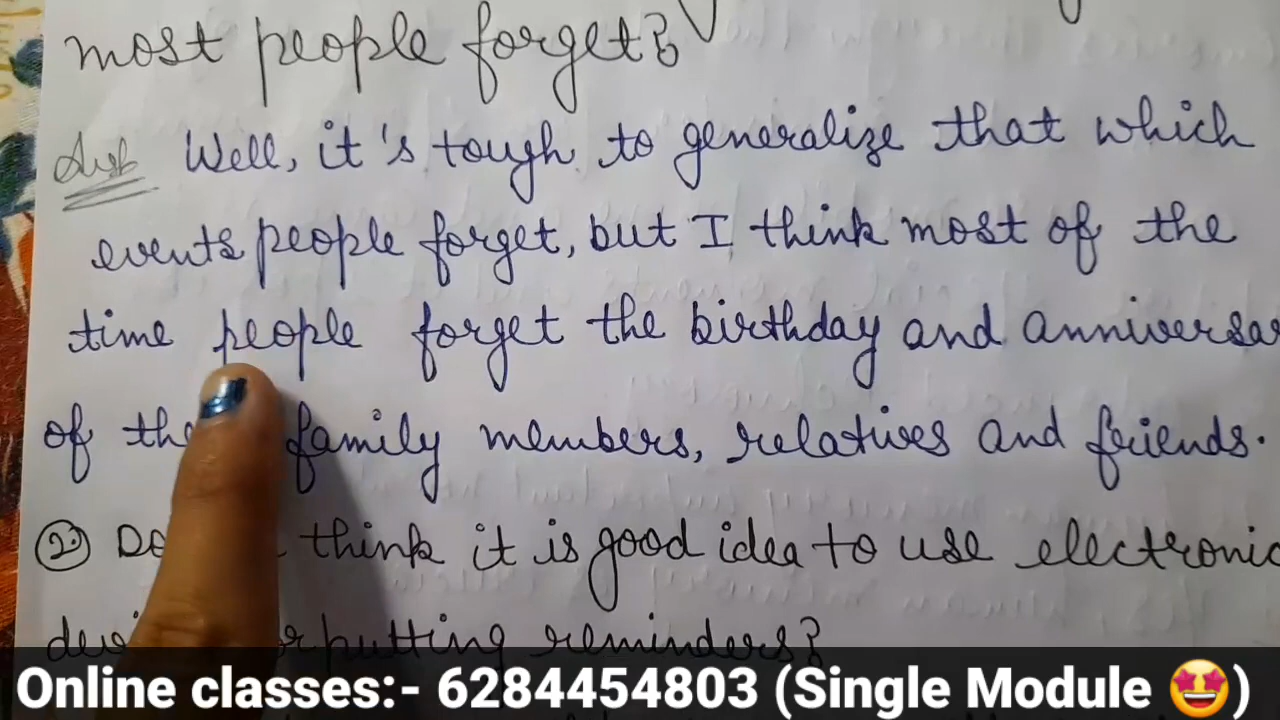 most people forget?
Ans Well, it's tough to generalize that which
events people forget, but I think most of the
time people forget the birthday and anniversar
of the family members, relatives and friends.
② Do think it is good idea to use electronic
putting reminders?
Online classes:- 6284454803 (Single Module 🤩)